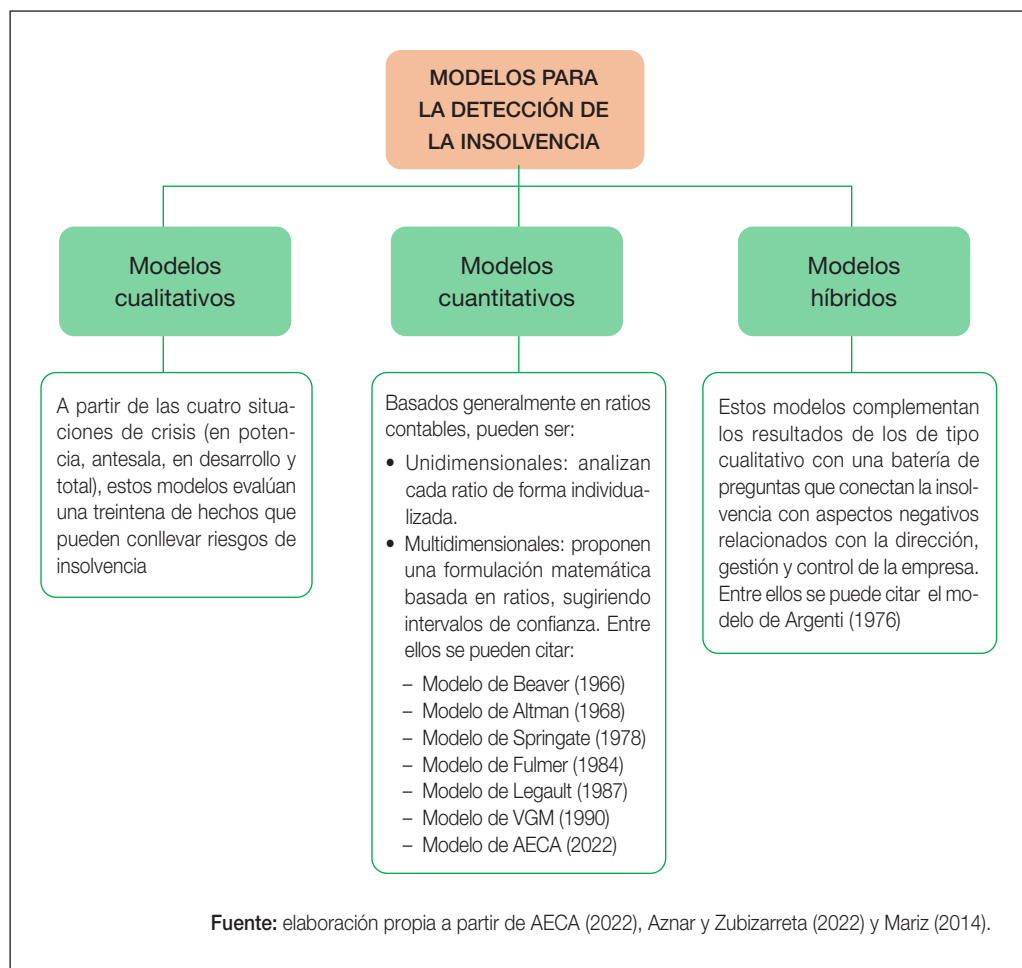 MODELOS PARA
LA DETECCIÓN DE
LA INSOLVENCIA
Modelos
cualitativos
A partir de las cuatro situa-
ciones de crisis (en poten-
cia, antesala, en desarrollo y
total), estos modelos evalúan
una treintena de hechos que
pueden conllevar riesgos de
insolvencia
Modelos
cuantitativos
Basados generalmente en ratios
contables, pueden ser:
• Unidimensionales: analizan
cada ratio de forma individua-
lizada.
• Multidimensionales: proponen
una formulación matemática
basada en ratios, sugiriendo
intervalos de confianza. Entre
ellos se pueden citar:
– Modelo de Beaver (1966)
– Modelo de Altman (1968)
– Modelo de Springate (1978)
– Modelo de Fulmer (1984)
– Modelo de Legault (1987)
– Modelo de VGM (1990)
– Modelo de AECA (2022)
Modelos
híbridos
Estos modelos complementan
los resultados de los de tipo
cualitativo con una batería de
preguntas que conectan la insol-
vencia con aspectos negativos
relacionados con la dirección,
gestión y control de la empresa.
Entre ellos se puede citar el mo-
delo de Argenti (1976)
Fuente: elaboración propia a partir de AECA (2022), Aznar y Zubizarreta (2022) y Mariz (2014).